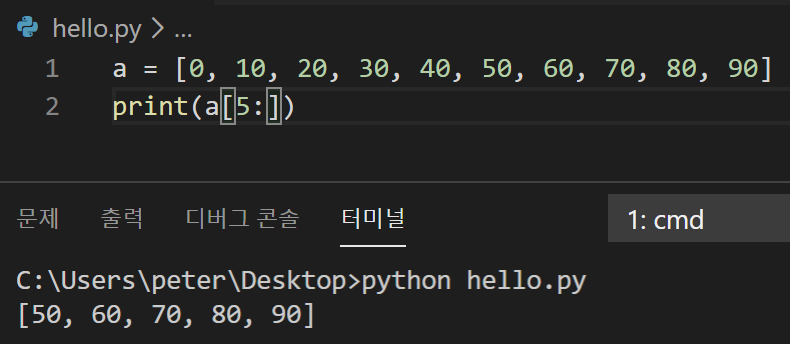 hello.py > ...
1 a = [0, 10, 20, 30, 40, 50, 60, 70, 80, 90]
2 print(a[5:])
문제 출력 디버그 콘솔 터미널 1: cmd
C:\Users\peter\Desktop>python hello.py
[50, 60, 70, 80, 90]